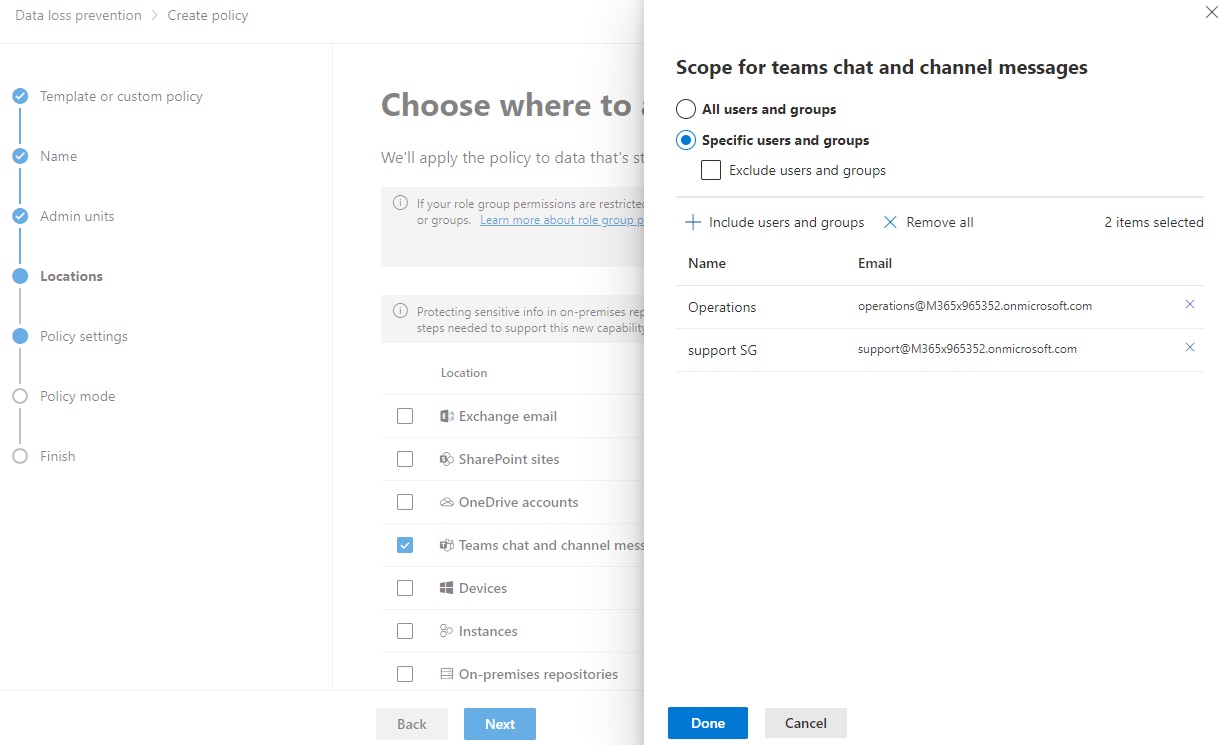 Data loss prevention > Create policy
Template or custom policy
Name
Admin units
Locations
Policy settings
Policy mode
Finish
Choose where to
We'll apply the policy to data's that's st
If your role group permissions are restricted
or groups. Learn more about role group p
Protecting sensitive info in on-premises rep
steps needed to support this new capability
Location
Exchange email
SharePoint sites
OneDrive accounts
Teams chat and channel mess
Devices
Instances
On-premises repositories
Back
Next
Scope for teams chat and channel messages
All users and groups
Specific users and groups
Exclude users and groups
Include users and groups
Remove all
2 items selected
Name Email
Operations operations@M365x965352.onmicrosoft.com
support SG support@M365x965352.onmicrosoft.com
Done
Cancel